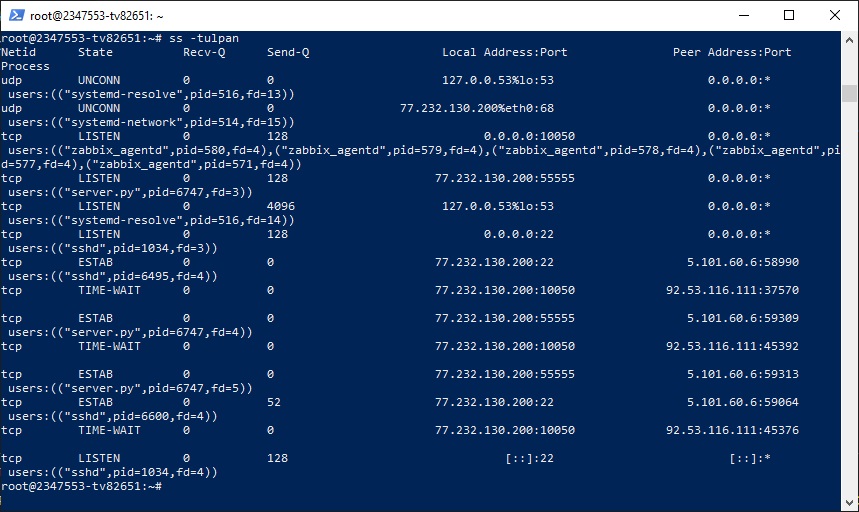 root@2347553-tv82651: ~
root@2347553-tv82651:~# ss -tulpan
Netid State Recv-Q Send-Q Local Address:Port Peer Address:Port
Process
udp UNCONN 0 0 127.0.0.53%lo:53 0.0.0.0:*
users:(("systemd-resolve",pid=516,fd=13))
udp UNCONN 0 0 77.232.130.200%eth0:68 0.0.0.0:*
users:(("systemd-network",pid=514,fd=15))
tcp LISTEN 0 128 0.0.0.0:10050 0.0.0.0:*
users:(("zabbix_agentd",pid=580,fd=4),("zabbix_agentd",pid=579,fd=4),("zabbix_agentd",pid=578,fd=4),("zabbix_agentd",pi
d=577,fd=4),("zabbix_agentd",pid=571,fd=4))
tcp LISTEN 0 128 77.232.130.200:55555 0.0.0.0:*
users:(("server.py",pid=6747,fd=3))
tcp LISTEN 0 4096 127.0.0.53%lo:53 0.0.0.0:*
users:(("systemd-resolve",pid=516,fd=14))
tcp LISTEN 0 128 0.0.0.0:22 0.0.0.0:*
users:(("sshd",pid=1034,fd=3))
tcp ESTAB 0 0 77.232.130.200:22 5.101.60.6:58990
users:(("sshd",pid=6495,fd=4))
tcp TIME-WAIT 0 0 77.232.130.200:10050 92.53.116.111:37570
tcp ESTAB 0 0 77.232.130.200:55555 5.101.60.6:59309
users:(("server.py",pid=6747,fd=4))
tcp TIME-WAIT 0 0 77.232.130.200:10050 92.53.116.111:45392
tcp ESTAB 0 0 77.232.130.200:55555 5.101.60.6:59313
users:(("server.py",pid=6747,fd=5))
tcp ESTAB 0 52 77.232.130.200:22 5.101.60.6:59064
users:(("sshd",pid=6600,fd=4))
tcp TIME-WAIT 0 0 77.232.130.200:10050 92.53.116.111:45376
tcp LISTEN 0 128 [::]:22 [::]:*
users:(("sshd",pid=1034,fd=4))
root@2347553-tv82651:~#